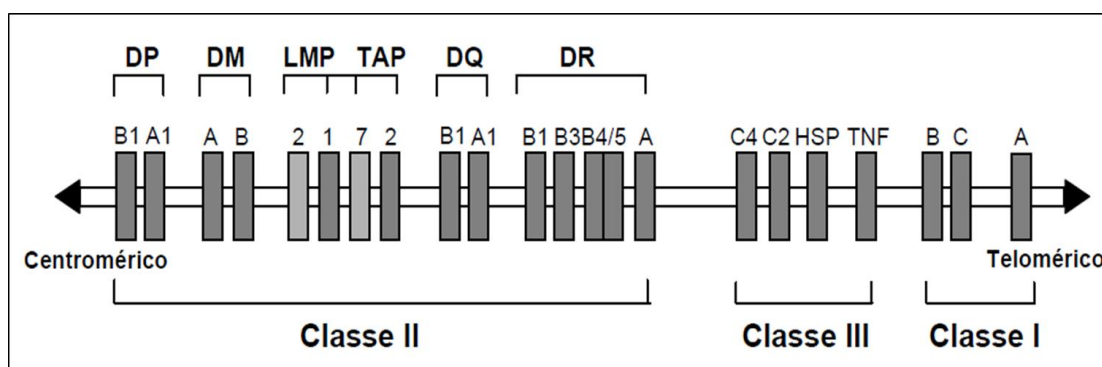 DP DM LMP TAP DQ DR
B1 A1 A B 2 1 7 2 B1 A1 B1 B3 B4/5 A C4 C2 HSP TNF B C A
Centromérico Telomérico
Classe II Classe III Classe I